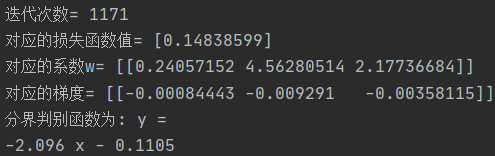 迭代次数= 1171
对应的损失函数值= [0.14838599]
对应的系数w= [[0.24057152 4.56280514 2.17736684]]
对应的梯度= [[-0.00084443 -0.009291   -0.00358115]]
分界判别函数为: y =
-2.096 x - 0.1105